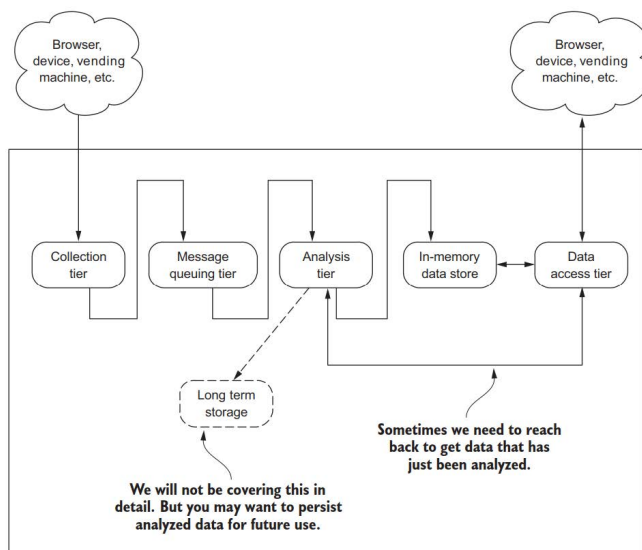 Browser,
device, vending
machine, etc.
Browser,
device, vending
machine, etc.
Collection
tier
Message
queuing tier
Analysis
tier
In-memory
data store
Data
access tier
Long term
storage
Sometimes we need to reach
back to get data that has
just been analyzed.
We will not be covering this in
detail. But you may want to persist
analyzed data for future use.